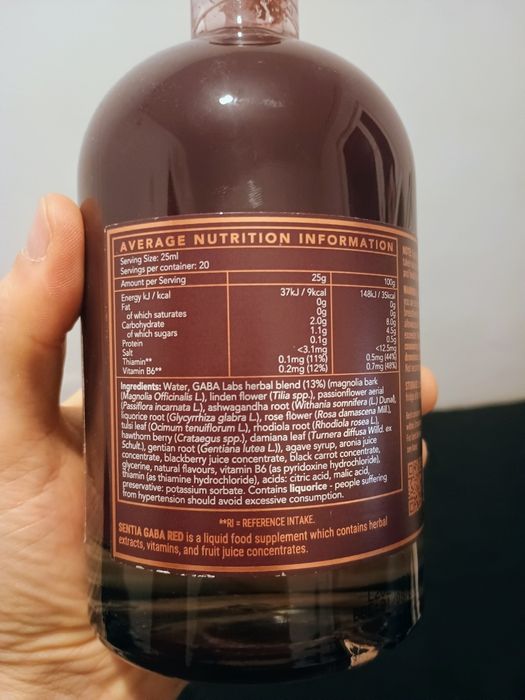 AVERAGE NUTRITION INFORMATION
Serving Size: 25ml
Servings per container: 20
Amount per Serving 25g 100g
Energy kJ / kcal 37kJ / 9kcal 148kJ / 35kcal
Fat 0g 0g
of which saturates 0g 0g
Carbohydrate 2.0g 8.0g
of which sugars 1.1g 4.5g
Protein 0.1g 0.5g
Salt <3.1mg <12.5mg
Thiamin** 0.1mg (11%) 0.5mg (44%)
Vitamin B6** 0.2mg (12%) 0.7mg (48%)
Ingredients: Water, GABA Labs herbal blend (13%) (magnolia bark
(Magnolia Officinalis L.), linden flower (Tilia spp.), passionflower aerial
(Passiflora incarnata L.), ashwagandha root (Withania somnifera (L.) Dunal),
liquorice root (Glycyrrhiza glabra L.), rose flower (Rosa damascena Mill),
tulsi leaf (Ocimum tenuiflorum L.), rhodiola root (Rhodiola rosea L.),
hawthorn berry (Crataegus spp.), damiana leaf (Turnera diffusa Willd. ex
Schult.), gentian root (Gentiana lutea L.)), agave syrup, aronia juice
concentrate, blackberry juice concentrate, black carrot concentrate,
glycerine, natural flavours, vitamin B6 (as pyridoxine hydrochloride),
thiamin (as thiamine hydrochloride), acids: citric acid, malic acid,
preservative: potassium sorbate. Contains liquorice - people suffering
from hypertension should avoid excessive consumption.
**RI = REFERENCE INTAKE.
SENTIA GABA RED is a liquid food supplement which contains herbal
extracts, vitamins, and fruit juice concentrates.